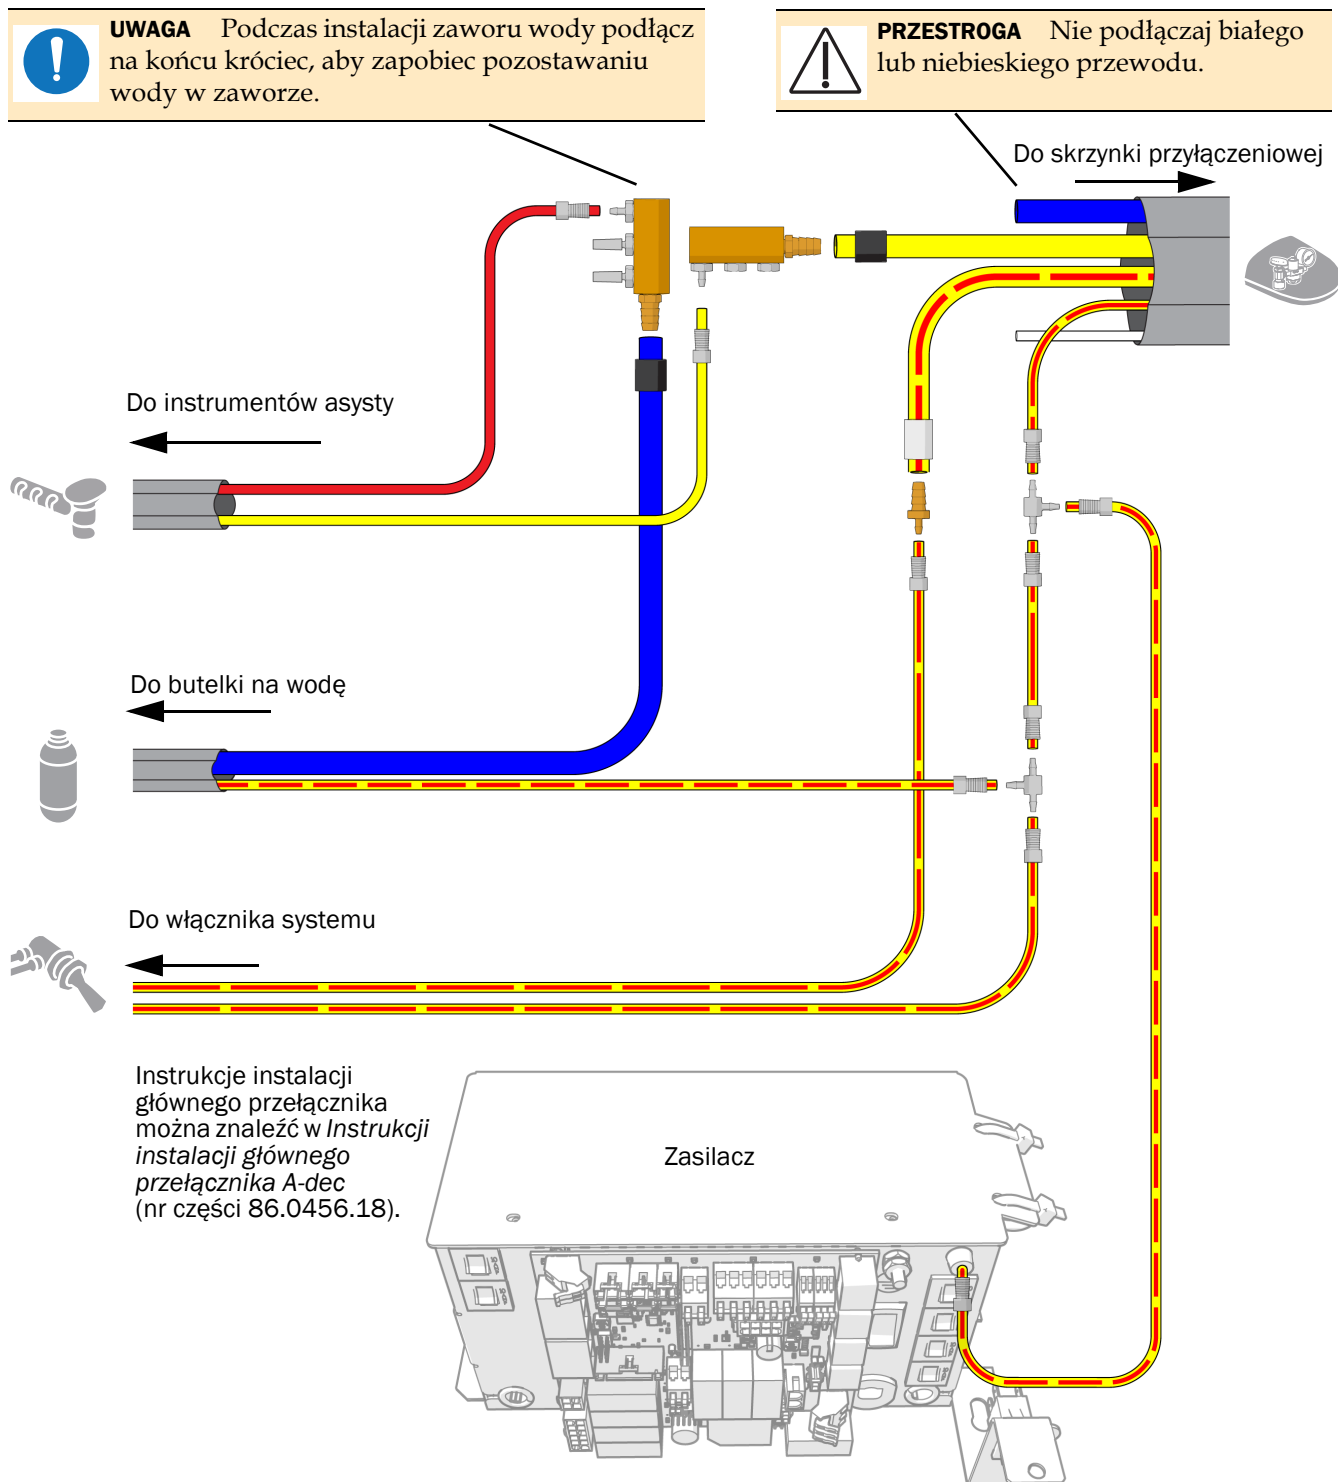 UWAGA Podczas instalacji zaworu wody podłącz
na końcu króciec, aby zapobiec pozostawaniu
wody w zaworze.
PRZESTROGA Nie podłączaj białego
lub niebieskiego przewodu.
Do skrzynki przyłączeniowej
Do instrumentów asysty
Do butelki na wodę
Do włącznika systemu
Instrukcje instalacji
głównego przełącznika
można znaleźć w Instrukcji
instalacji głównego
przełącznika A-dec
(nr części 86.0456.18).
Zasilacz